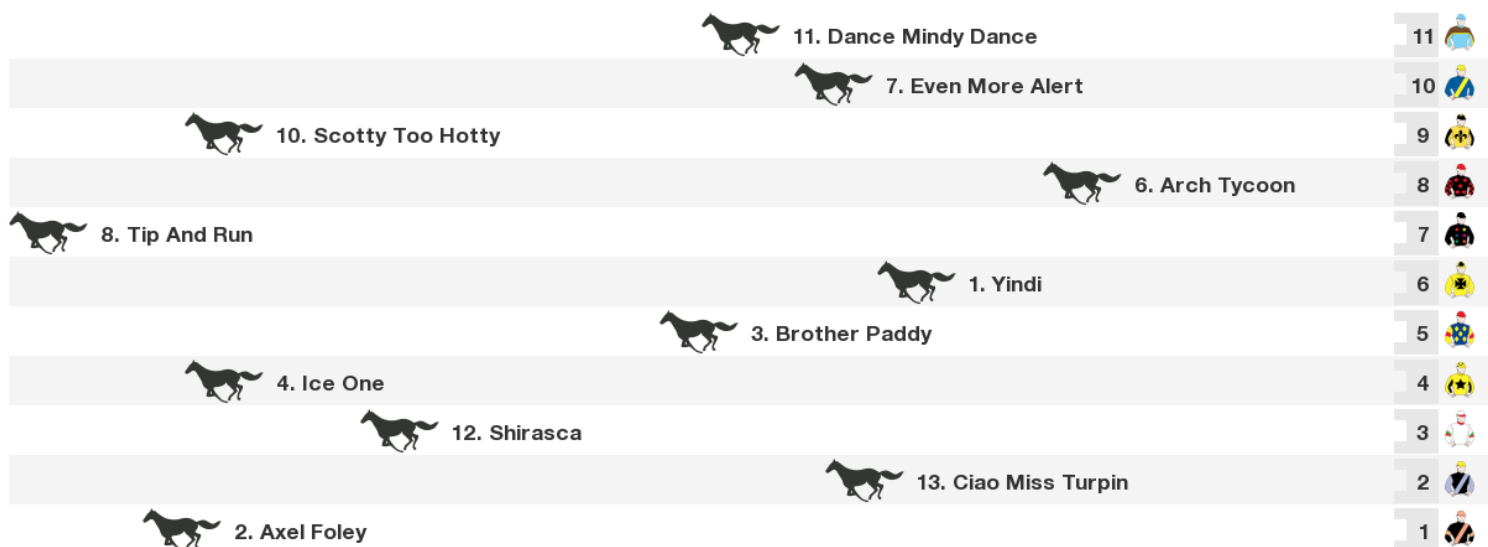 11. Dance Mindy Dance 11
7. Even More Alert 10
10. Scotty Too Hotty 9
6. Arch Tycoon 8
8. Tip And Run 7
1. Yindi 6
3. Brother Paddy 5
4. Ice One 4
12. Shirasca 3
13. Ciao Miss Turpin 2
2. Axel Foley 1